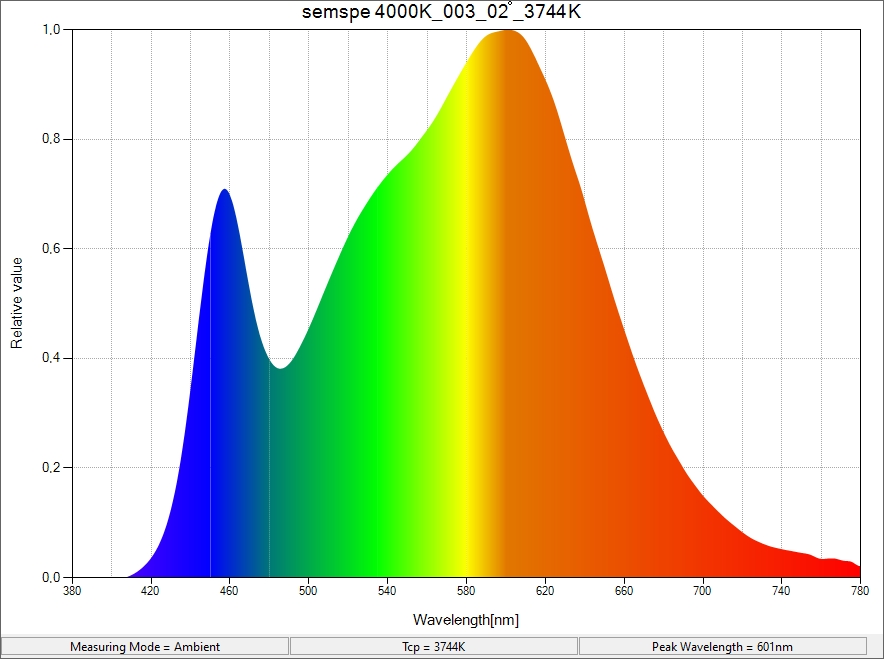 semspe 4000K_003_02°_3744K
1,0
0,8
0,6
0,4
0,2
0,0
Relative value
380 420 460 500 540 580 620 660 700 740 780
Wavelength[nm]
Measuring Mode = Ambient Tcp = 3744K Peak Wavelength = 601nm